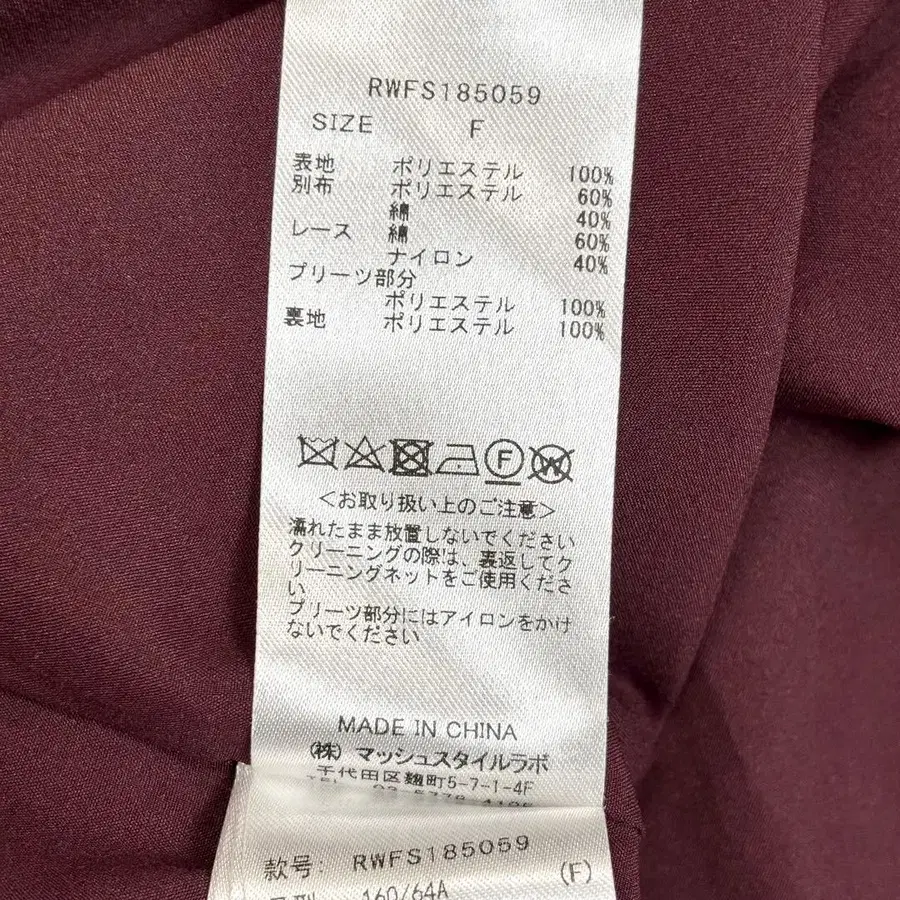 RWFS185059
SIZE F
表地 ポリエステル 100%
別布 ポリエステル 60%
綿 40%
レース 綿 60%
ナイロン 40%
プリーツ部分
ポリエステル 100%
裏地 ポリエステル 100%
F W
<お取り扱い上のご注意>
濡れたまま放置しないでください
クリーニングの際は、裏返してク
リーニングネットをご使用くださ
い
プリーツ部分にはアイロンをかけ
ないでください
MADE IN CHINA
(株) マッシュスタイルラボ
千代田区麹町5-7-1-4F
款号: RWFS185059
160/64A (F)